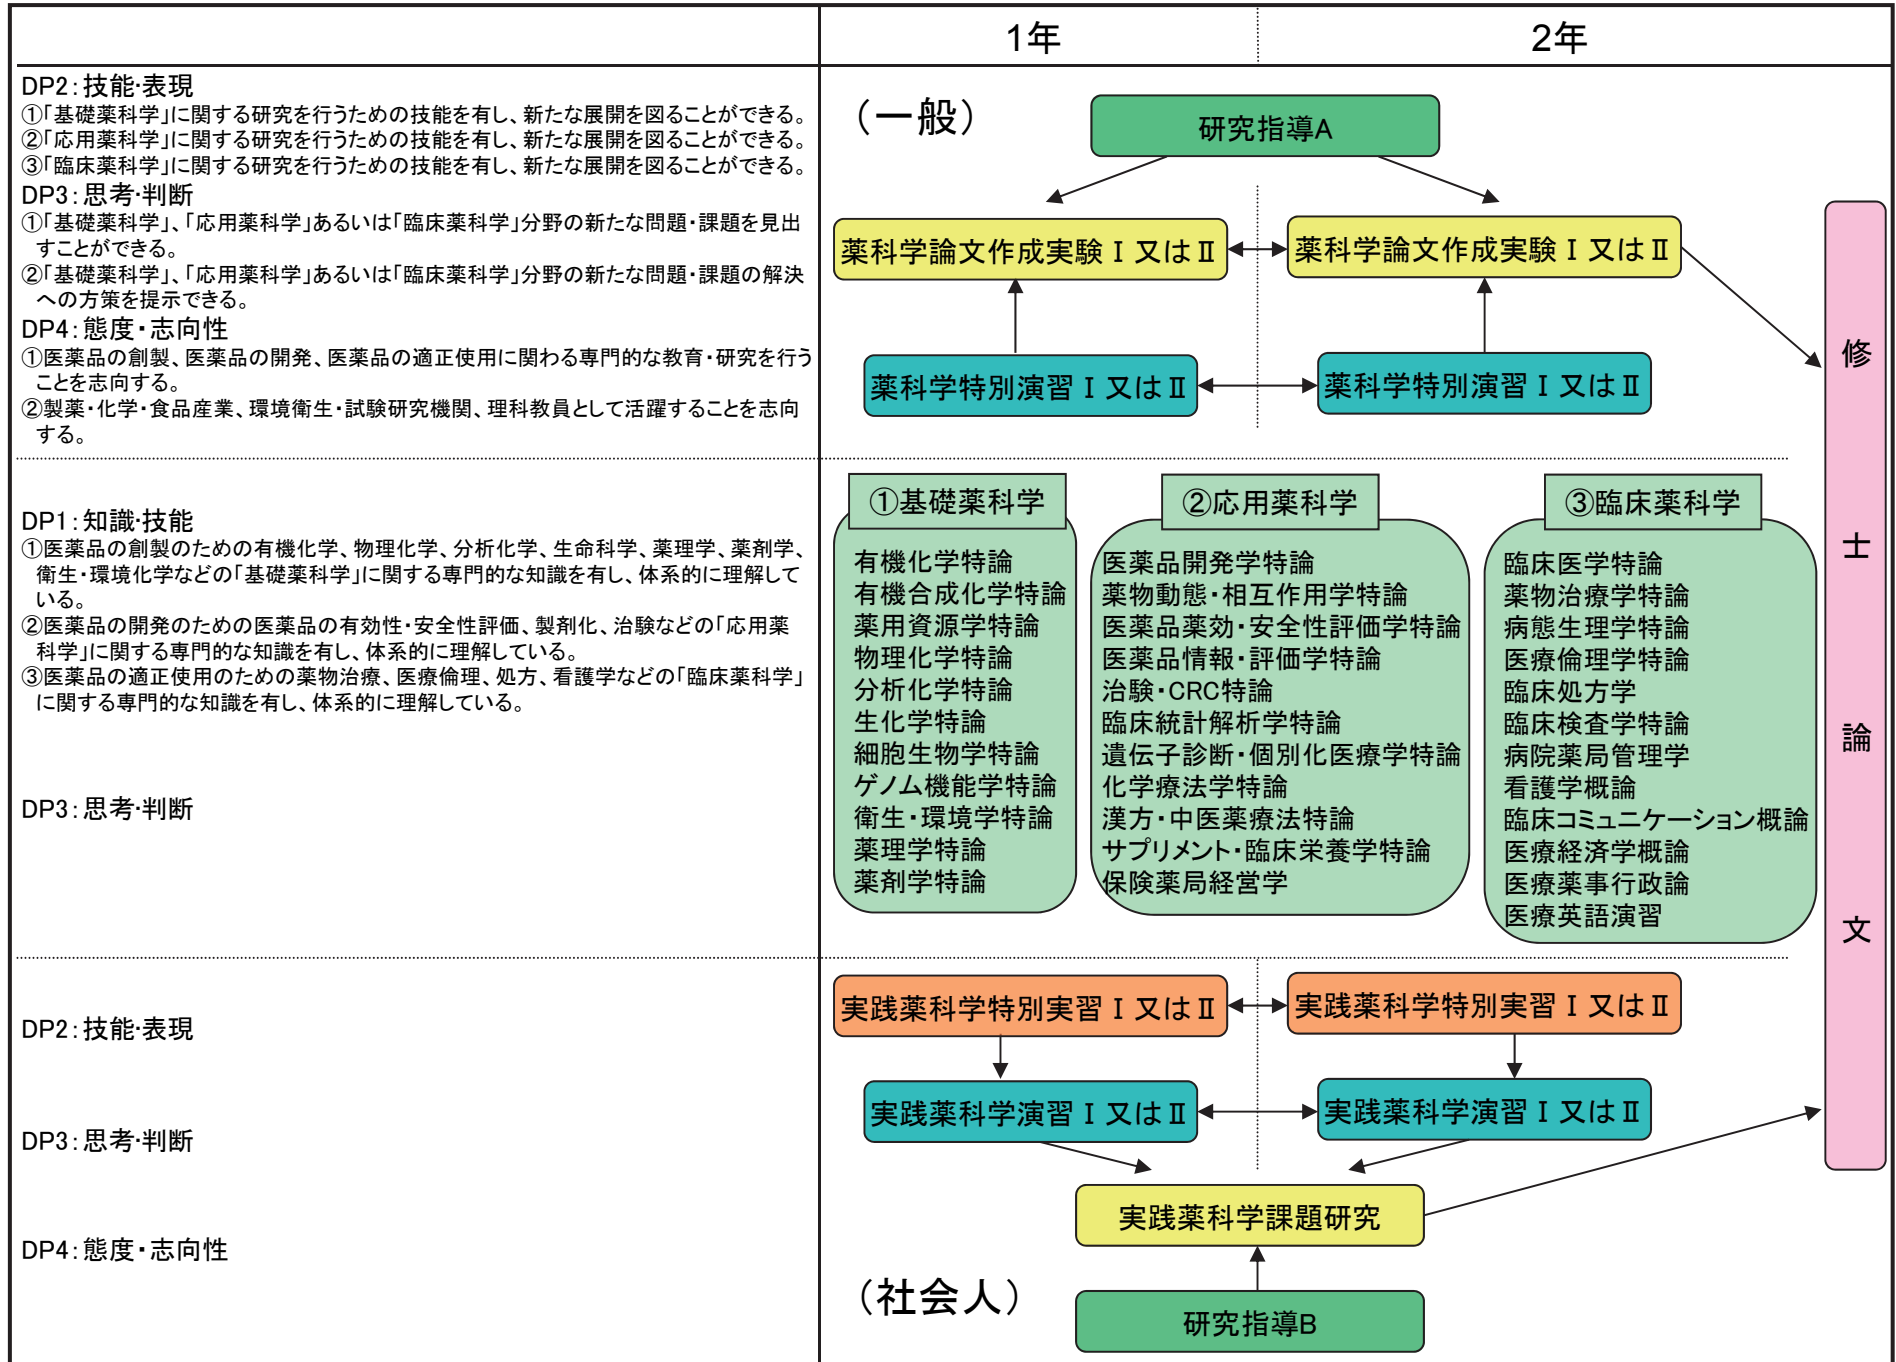 1年
2年
DP2：技能・表現
①「基礎薬科学」に関する研究を行うための技能を有し、新たな展開を図ることができる。
②「応用薬科学」に関する研究を行うための技能を有し、新たな展開を図ることができる。
③「臨床薬科学」に関する研究を行うための技能を有し、新たな展開を図ることができる。
DP3：思考・判断
①「基礎薬科学」、「応用薬科学」あるいは「臨床薬科学」分野の新たな問題・課題を見出
すことができる。
②「基礎薬科学」、「応用薬科学」あるいは「臨床薬科学」分野の新たな問題・課題の解決
への方策を提示できる。
DP4：態度・志向性
①医薬品の創製、医薬品の開発、医薬品の適正使用に関わる専門的な教育・研究を行う
ことを志向する。
②製薬・化学・食品産業、環境衛生・試験研究機関、理科教員として活躍することを志向
する。
（一般）
研究指導A
薬科学論文作成実験Ⅰ又はⅡ
薬科学論文作成実験Ⅰ又はⅡ
薬科学特別演習Ⅰ又はⅡ
薬科学特別演習Ⅰ又はⅡ
修
士
論
文
DP1：知識・技能
①医薬品の創製のための有機化学、物理化学、分析化学、生命科学、薬理学、薬剤学、
衛生・環境化学などの「基礎薬科学」に関する専門的な知識を有し、体系的に理解して
いる。
②医薬品の開発のための医薬品の有効性・安全性評価、製剤化、治験などの「応用薬
科学」に関する専門的な知識を有し、体系的に理解している。
③医薬品の適正使用のための薬物治療、医療倫理、処方、看護学などの「臨床薬科学」
に関する専門的な知識を有し、体系的に理解している。
DP3：思考・判断
①基礎薬科学
有機化学特論
有機合成化学特論
薬用資源学特論
物理化学特論
分析化学特論
生化学特論
細胞生物学特論
ゲノム機能学特論
衛生・環境学特論
薬理学特論
薬剤学特論
②応用薬科学
医薬品開発学特論
薬物動態・相互作用学特論
医薬品薬効・安全性評価学特論
医薬品情報・評価学特論
治験・CRC特論
臨床統計解析学特論
遺伝子診断・個別化医療学特論
化学療法学特論
漢方・中医薬療法特論
サプリメント・臨床栄養学特論
保険薬局経営学
③臨床薬科学
臨床医学特論
薬物治療学特論
病態生理学特論
医療倫理学特論
臨床処方学
臨床検査学特論
病院薬局管理学
看護学概論
臨床コミュニケーション概論
医療経済学概論
医療薬事行政論
医療英語演習
DP2：技能・表現
DP3：思考・判断
DP4：態度・志向性
実践薬科学特別実習Ⅰ又はⅡ
実践薬科学特別実習Ⅰ又はⅡ
実践薬科学演習Ⅰ又はⅡ
実践薬科学演習Ⅰ又はⅡ
実践薬科学課題研究
（社会人）
研究指導B